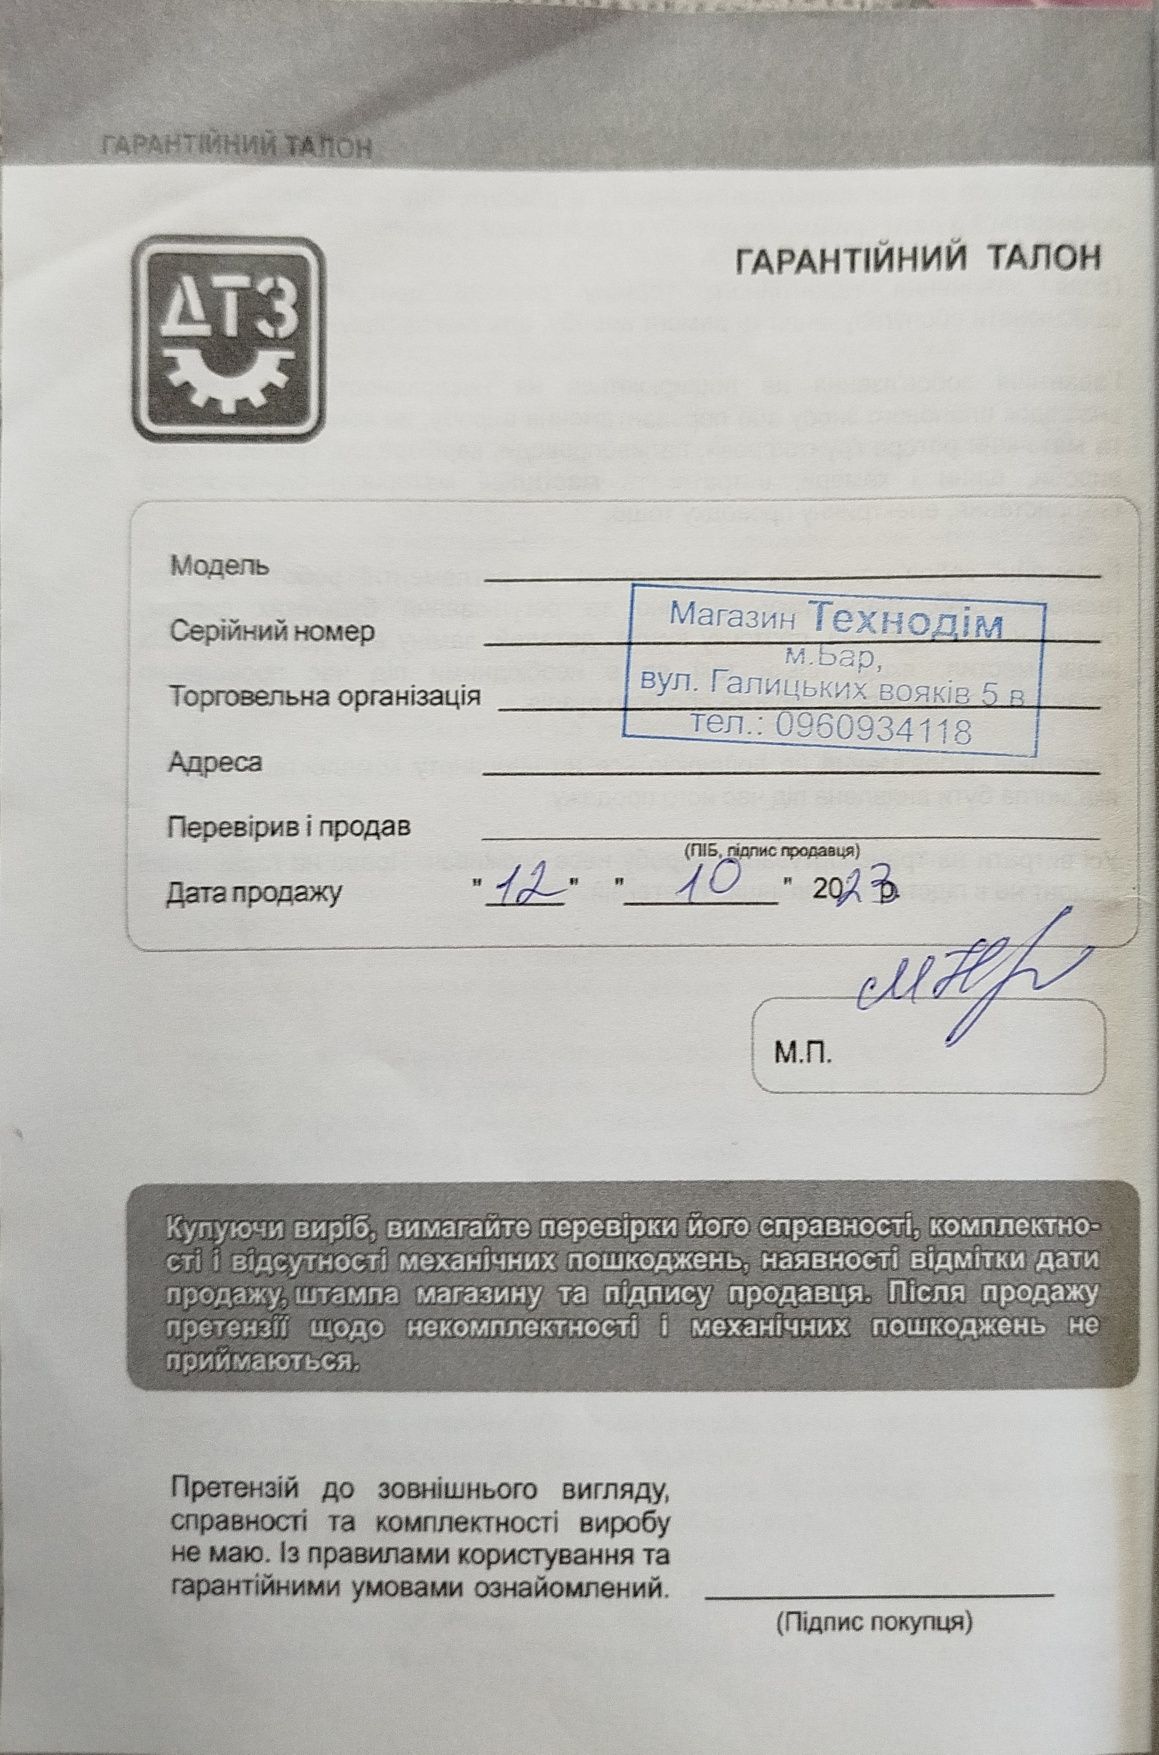 ГАРАНТІЙНИЙ ТАЛОН
ДТЗ
ГАРАНТІЙНИЙ ТАЛОН
Модель
Серійний номер
Торговельна організація
Адреса
Магазин Технодім
м.Бар,
вул. Галицьких вояків 5 в
тел.: 0960934118
Перевірив і продав
(ПІБ, підпис продавця)
Дата продажу "12" "10" 2023р.
М.П.
Купуючи виріб, вимагайте перевірки його справності, комплектно-
сті і відсутності механічних пошкоджень, наявності відмітки дати
продажу, штампа магазину та підпису продавця. Після продажу
претензії щодо некомплектності і механічних пошкоджень не
приймаються.
Претензій до зовнішнього вигляду,
справності та комплектності виробу
не маю. Із правилами користування та
гарантійними умовами ознайомлений.
(Підпис покупця)